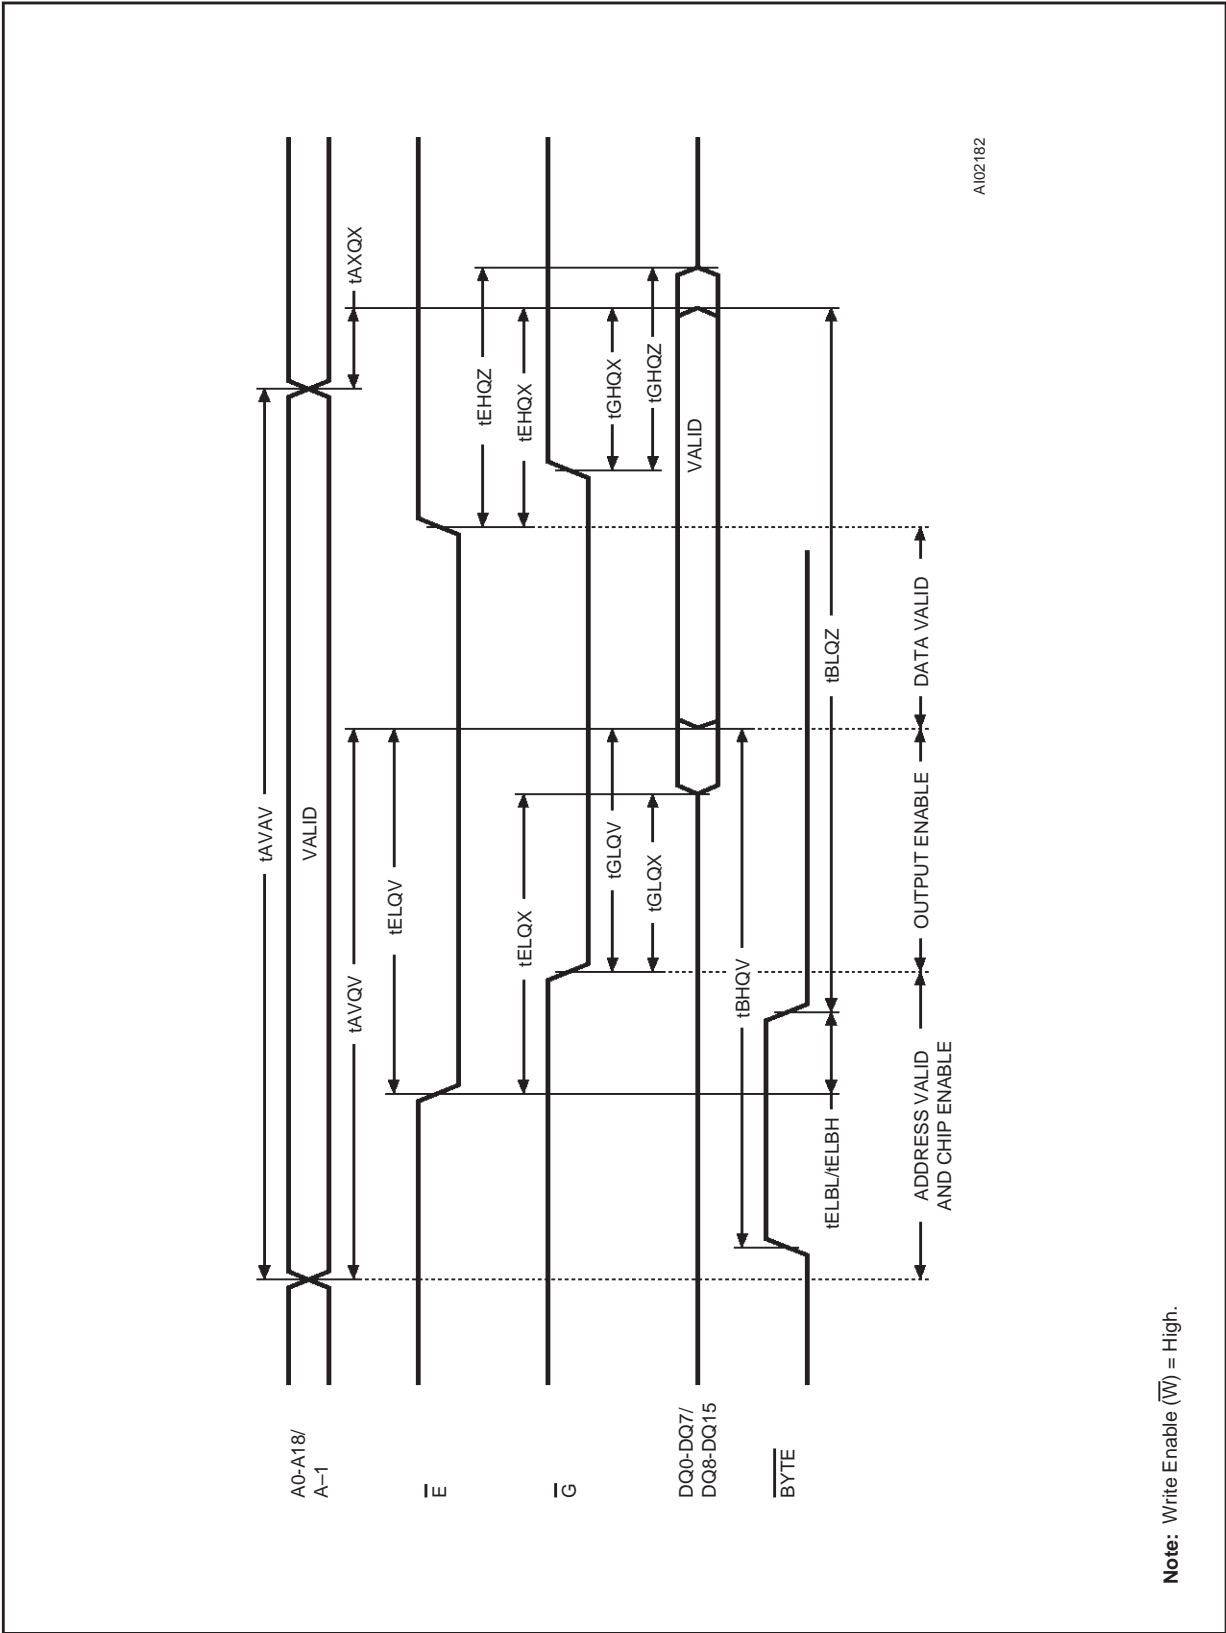 tAVAV
A0-A18/
A–1
VALID
tAVQV
tAXQX
tELQV
E
tEHQZ
tELQX
tEHQX
G
tGLQV
tGHQX
tGLQX
tGHQZ
DQ0-DQ7/
DQ8-DQ15
VALID
tBHQV
BYTE
tELBL/tELBH
tBLQZ
ADDRESS VALID
AND CHIP ENABLE
OUTPUT ENABLE
DATA VALID
AI02182
Note: Write Enable (W) = High.